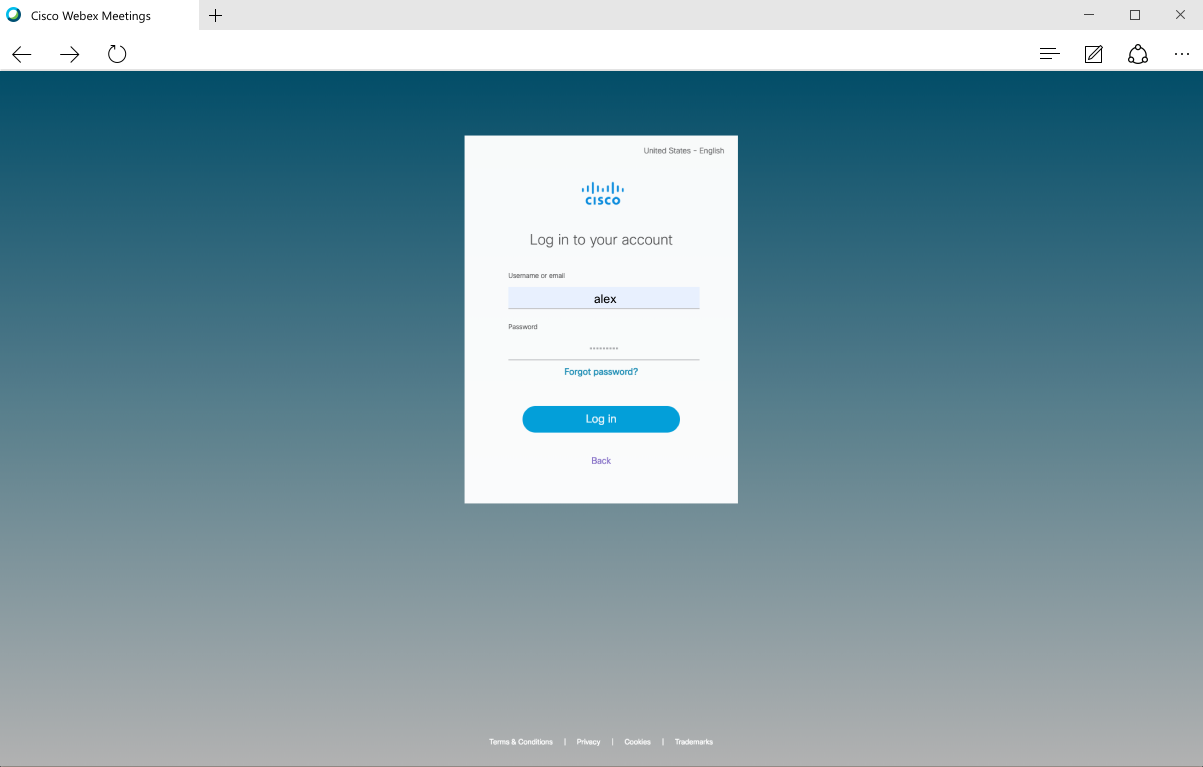 Cisco Webex Meetings
United States - English
CISCO
Log in to your account
Username or email
alex
Password
Forgot password?
Log in
Back
Terms & Conditions | Privacy | Cookies | Trademarks